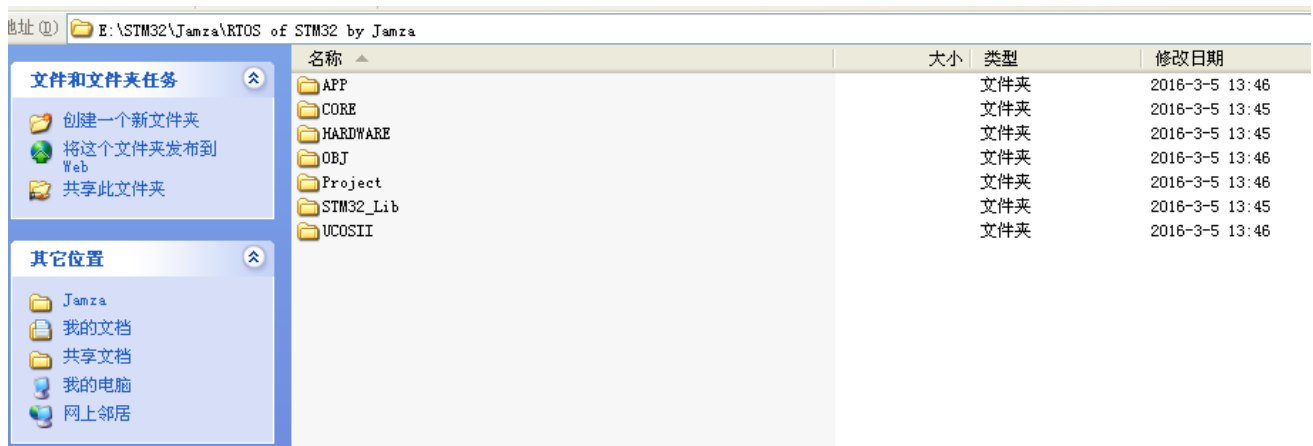 地址(D) E:\STM32\Jamza\RTOS of STM32 by Jamza
名称 大小 类型 修改日期
文件和文件夹任务
创建一个新文件夹
将这个文件夹发布到
Web
共享此文件夹
其它位置
Jamza
我的文档
共享文档
我的电脑
网上邻居
APP 文件夹 2016-3-5 13:46
CORE 文件夹 2016-3-5 13:45
HARDWARE 文件夹 2016-3-5 13:45
OBJ 文件夹 2016-3-5 13:46
Project 文件夹 2016-3-5 13:46
STM32_Lib 文件夹 2016-3-5 13:45
UCOSII 文件夹 2016-3-5 13:46